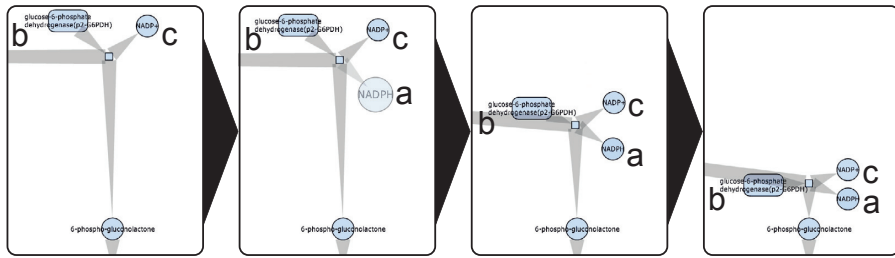 glucose-6-phosphate
dehydrogenase(p2-G6PDH)
NADP+
b
c
6-phospho-gluconolactone
glucose-6-phosphate
dehydrogenase(p2-G6PDH)
NADP+
b
c
NADPH
a
6-phospho-gluconolactone
glucose-6-phosphate
dehydrogenase(p2-G6PDH)
NADP+
c
b
NADPH
a
6-phospho-gluconolactone
NADP+
c
glucose-6-phosphate
dehydrogenase(p2-G6PDH)
b
NADPH
a
6-phospho-gluconolactone